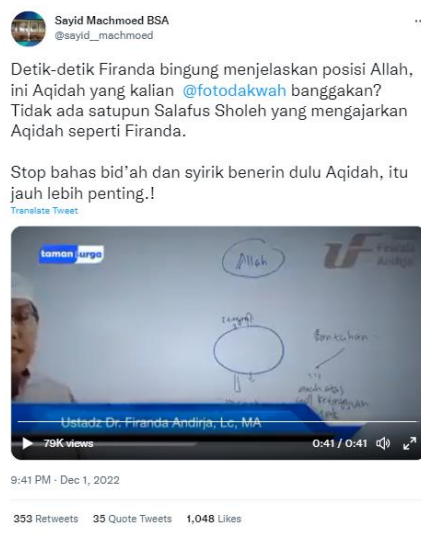 Sayid Machmoed BSA
@sayid__machmoed
Detik-detik Firanda bingung menjelaskan posisi Allah,
ini Aqidah yang kalian @fotodakwah banggakan?
Tidak ada satupun Salafus Sholeh yang mengajarkan
Aqidah seperti Firanda.
Stop bahas bid'ah dan syirik benerin dulu Aqidah, itu
jauh lebih penting.!
Translate Tweet
taman surga
Firanda
Andirja
Allah
Ustadz Dr. Firanda Andirja, Lc, MA
79K views
0:41 / 0:41
9:41 PM · Dec 1, 2022
353 Retweets 35 Quote Tweets 1,048 Likes